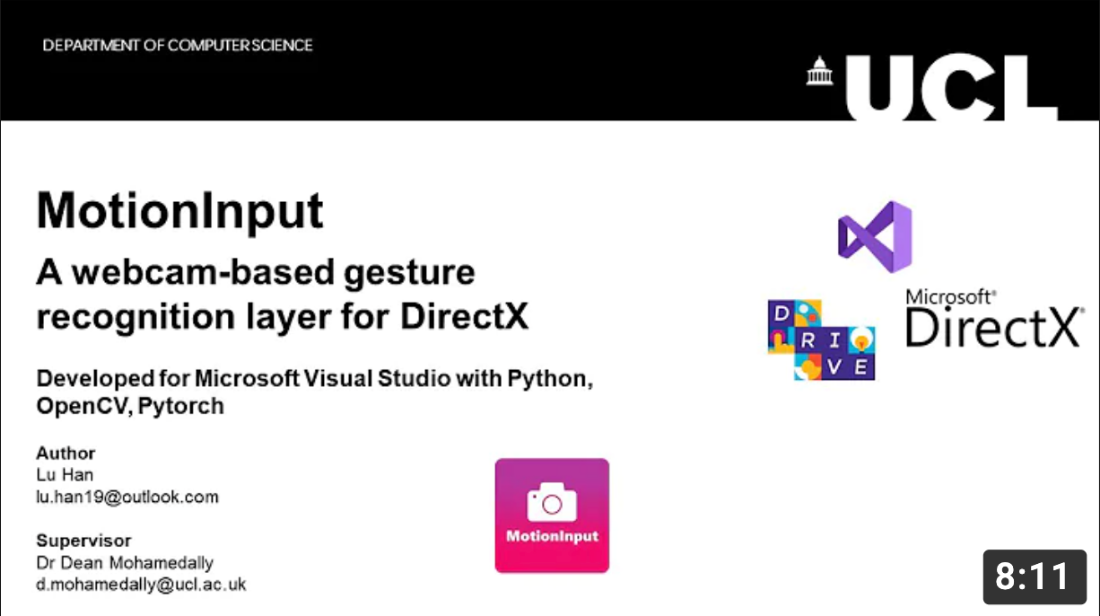 DEPARTMENT OF COMPUTER SCIENCE
UCL
MotionInput
A webcam-based gesture
recognition layer for DirectX
Microsoft®
DirectX®
D
RI
VE
Developed for Microsoft Visual Studio with Python,
OpenCV, Pytorch
Author
Lu Han
lu.han19@outlook.com
MotionInput
Supervisor
Dr Dean Mohamedally
d.mohamedally@ucl.ac.uk
8:11